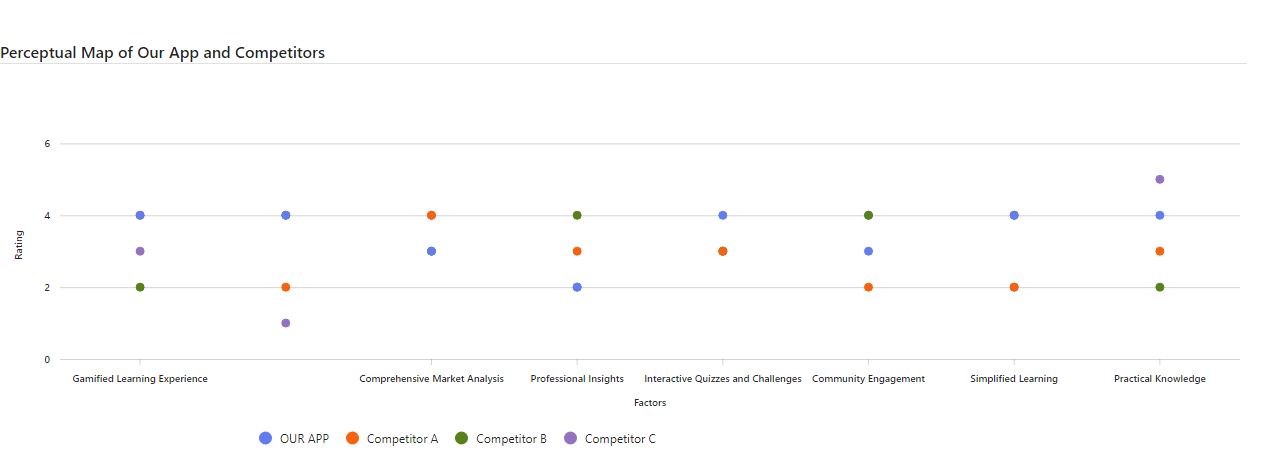 Perceptual Map of Our App and Competitors
6
4
2
0
Rating
Gamified Learning Experience Comprehensive Market Analysis Professional Insights Interactive Quizzes and Challenges Community Engagement Simplified Learning Practical Knowledge
Factors
OUR APP Competitor A Competitor B Competitor C